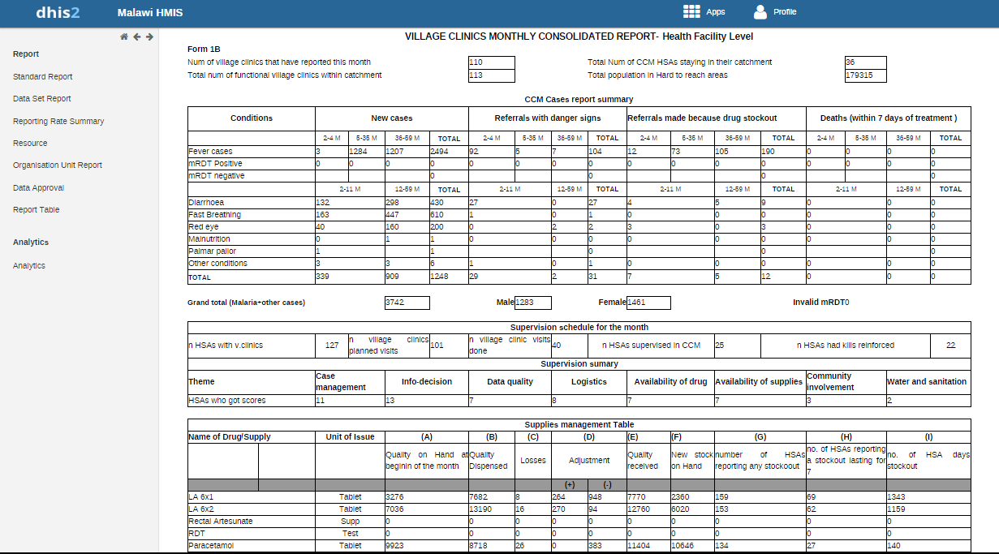 dhis2 Malawi HMIS Apps Profile
Report
Standard Report
Data Set Report
Reporting Rate Summary
Resource
Organisation Unit Report
Data Approval
Report Table
Analytics
Analytics
VILLAGE CLINICS MONTHLY CONSOLIDATED REPORT- Health Facility Level
Form 1B
Num of village clinics that have reported this month 110 Total Num of CCM HSAs staying in their catchment 36
Total num of functional village clinics within catchment 113 Total population in Hard to reach areas 179315
CCM Cases report summary
Conditions New cases Referrals with danger signs Referrals made because drug stockout Deaths (within 7 days of treatment )
2-4 M 5-35 M 36-59 M TOTAL 2-4 M 5-35 M 36-59 M TOTAL 2-4 M 5-35 M 36-59 M TOTAL 2-4 M 5-35 M 36-59 M TOTAL
Fever cases 3 1284 1207 2494 92 5 7 104 12 73 105 190 0 0 0 0
mRDT Positive 0 0 0 0 0 0 0 0 0 0 0 0 0 0 0 0
mRDT negative 0 0 0 0
2-11 M 12-59 M TOTAL 2-11 M 12-59 M TOTAL 2-11 M 12-59 M TOTAL 2-11 M 12-59 M TOTAL
Diarrhoea 132 298 430 27 0 27 4 5 9 0 0 0
Fast Breathing 163 447 610 1 0 1 0 0 0 0 0 0
Red eye 40 160 200 0 2 2 3 0 3 0 0 0
Malnutrition 0 1 1 0 0 0 0 0 0 0 0 0
Palmar pallor 1 1 0 0 0
Other conditions 3 3 6 1 0 1 0 0 0 0 0 0
TOTAL 339 909 1248 29 2 31 7 5 12 0 0 0
Grand total (Malaria+other cases) 3742 Male 1283 Female 1461 Invalid mRDT0
Supervision schedule for the month
n HSAs with v.clinics 127 n village clinics planned visits 101 n village clinic visits done 40 n HSAs supervised in CCM 25 n HSAs had kills reinforced 22
Supervision sumary
Theme Case management Info-decision Data quality Logistics Availability of drug Availability of supplies Community involvement Water and sanitation
HSAs who got scores 11 13 7 8 7 7 3 2
Supplies management Table
Name of Drug/Supply Unit of Issue (A) (B) (C) (D) (E) (F) (G) (H) (I)
Quality on Hand at beginin of the month Quality Dispensed Losses Adjustment Quality received New stock on Hand number of HSAs reporting any stockoout no. of HSAs reporting a stockout lasting for 7 no. of HSA days stockout
(+) (-)
LA 6x1 Tablet 3276 7682 8 264 948 7770 2360 159 69 1343
LA 6x2 Tablet 7036 13190 16 270 94 12760 6020 153 62 1159
Rectal Artesunate Supp 0 0 0 0 0 0 0 0 0 0
RDT Test 0 0 0 0 0 0 0 0 0 0
Paracetamol Tablet 9923 8718 26 0 383 11404 10646 134 27 140